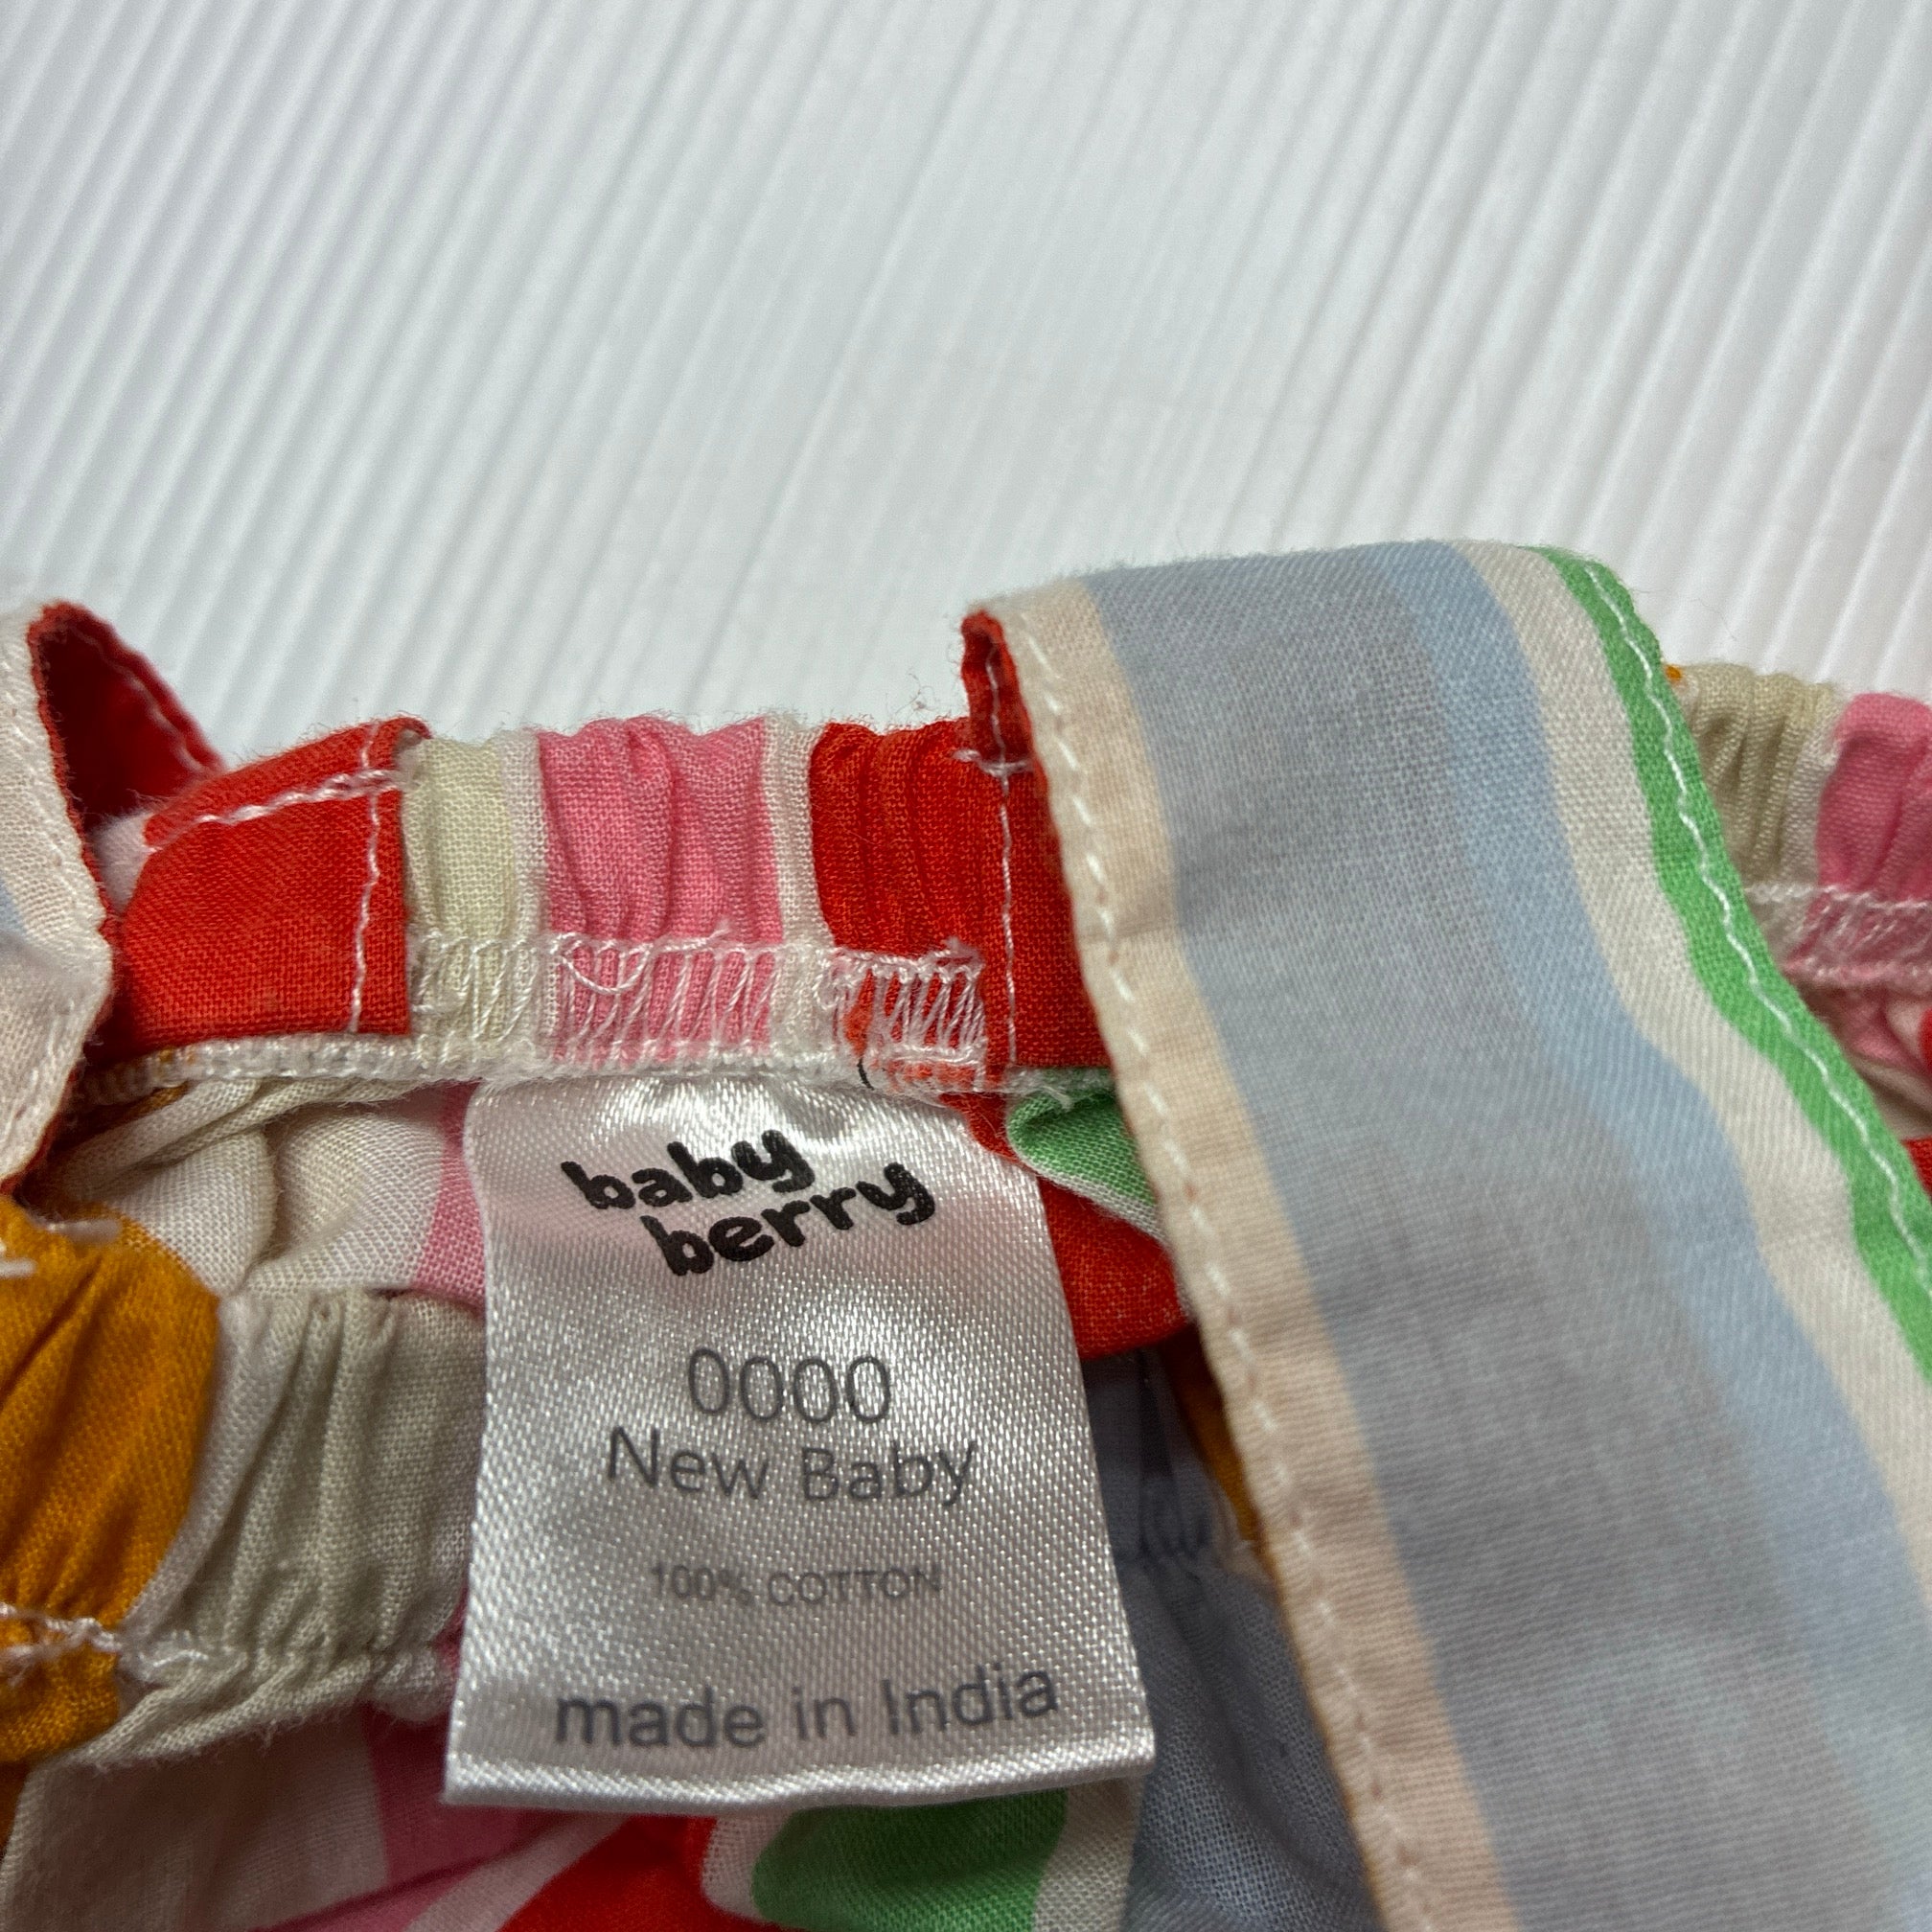 baby
berry
0000
New Baby
100% COTTON
made in India